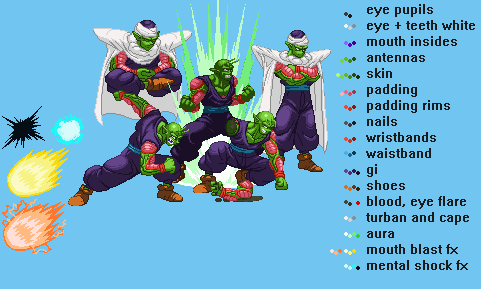 eye pupils
eye + teeth white
mouth insides
antennas
skin
padding
padding rims
nails
wristbands
waistband
gi
shoes
blood, eye flare
turban and cape
aura
mouth blast fx
mental shock fx